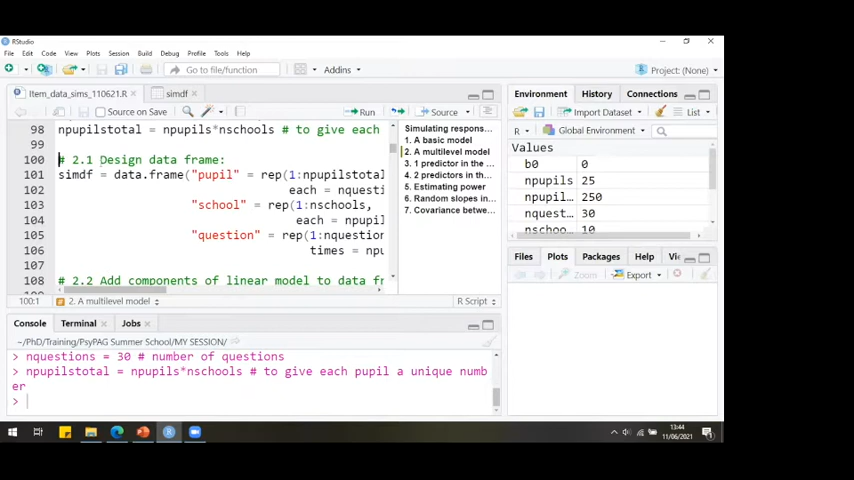 RStudio
File Edit Code View Plots Session Build Debug Profile Tools Help
Go to file/function
Addins
Project: (None)
Item_data_sims_110621.R
simdf
Source on Save
Run
Source
98 npupilstotal = npupils*nschools # to give each
99
100 # 2.1 Design data frame:
101 simdf = data.frame("pupil" = rep(1:npupilstotal
102 each = nquesti
103 "school" = rep(1:nschools,
104 each = npupil
105 "question" = rep(1:nquestion
106 times = npu
107
108 # 2.2 Add components of linear model to data fr
Simulating respons...
1. A basic model
2. A multilevel model
3. 1 predictor in the ...
4. 2 predictors in th...
5. Estimating power
6. Random slopes in...
7. Covariance betwe...
100:1
2. A multilevel model
R Script
Console Terminal Jobs
~/PhD/Training/PsyPAG Summer School/MY SESSION/
> nquestions = 30 # number of questions
> npupilstotal = npupils*nschools # to give each pupil a unique numb
er
>
Environment History Connections
Import Dataset
List
R
Global Environment
Values
b0 0
npupils 25
npupil... 250
nquest... 30
nschoo... 10
Files Plots Packages Help
Zoom
Export
13:44
11/06/2021